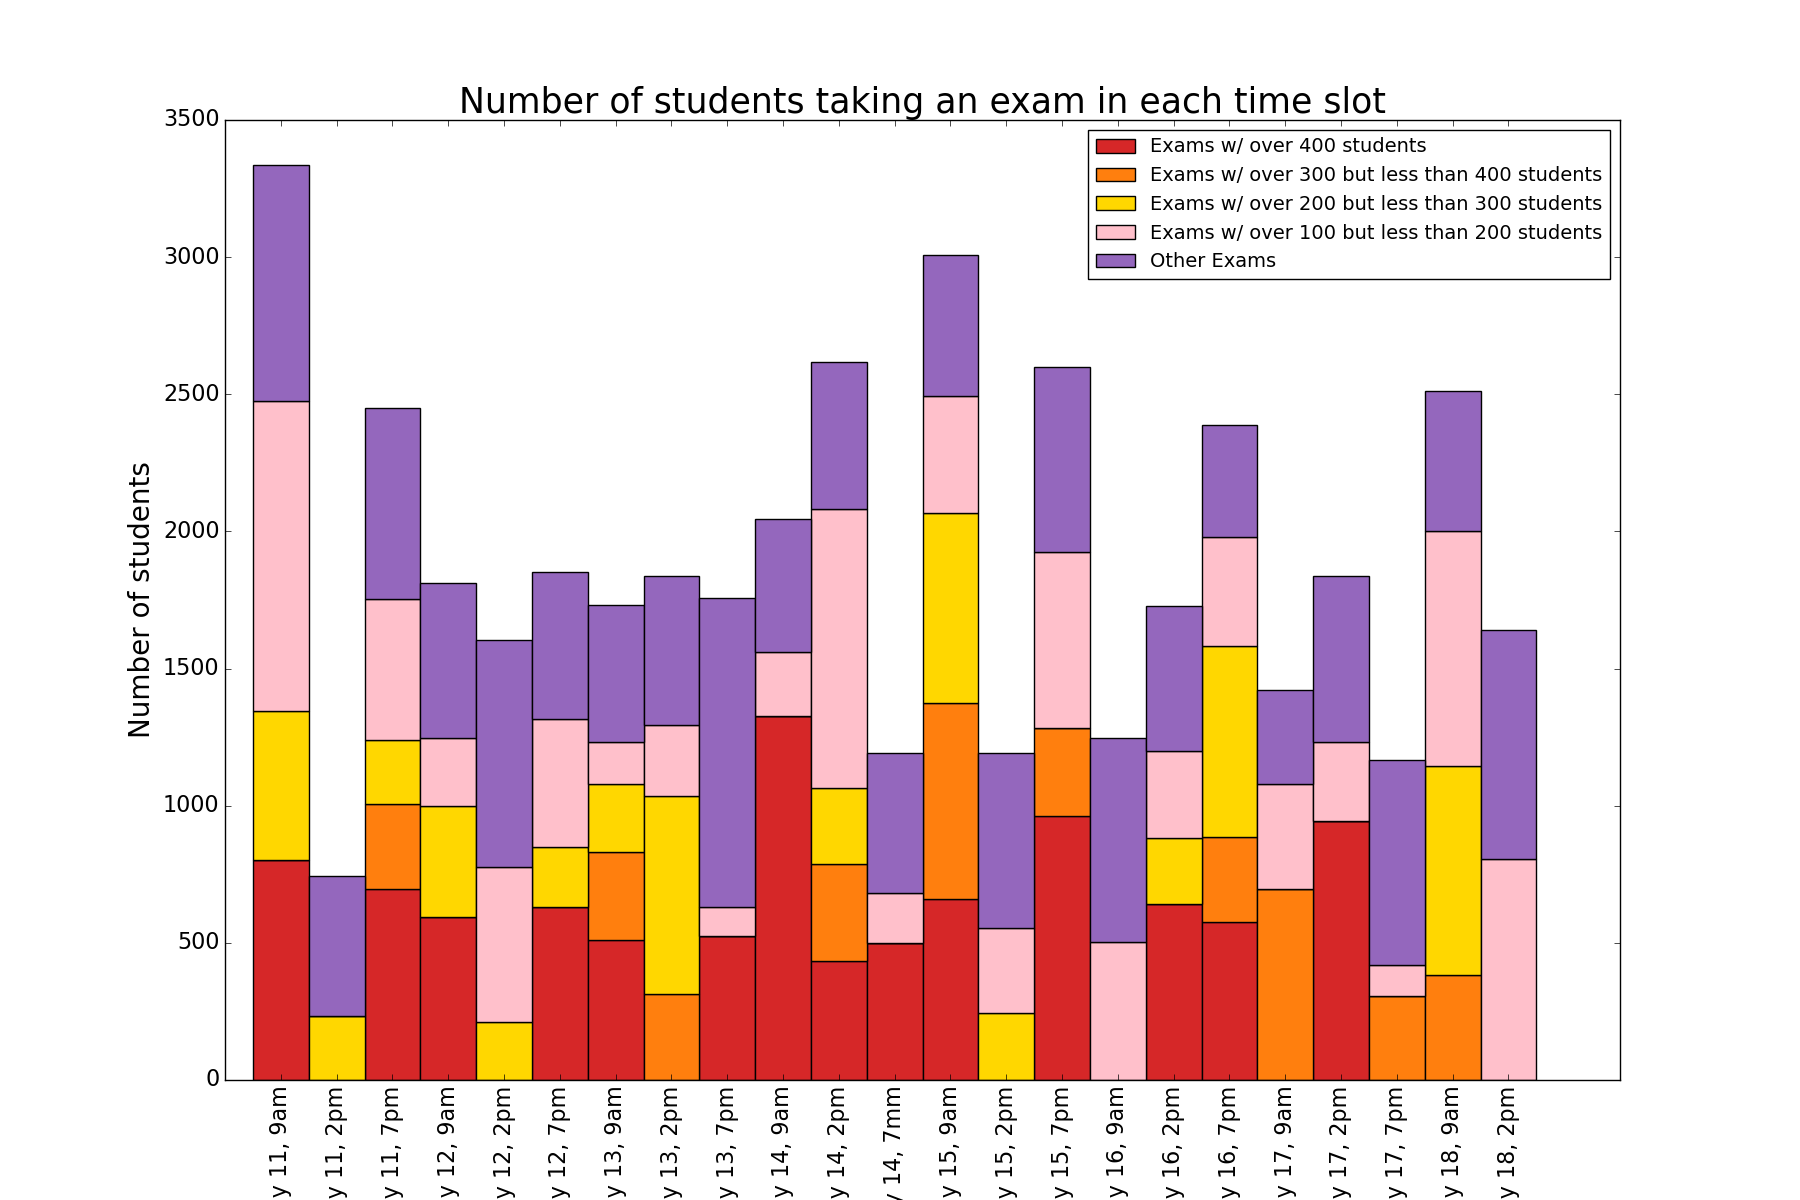 Number of students taking an exam in each time slot
Exams w/ over 400 students
Exams w/ over 300 but less than 400 students
Exams w/ over 200 but less than 300 students
Exams w/ over 100 but less than 200 students
Other Exams
Number of students
3500
3000
2500
2000
1500
1000
500
0
y 11, 9am
y 11, 2pm
y 11, 7pm
y 12, 9am
y 12, 2pm
y 12, 7pm
y 13, 9am
y 13, 2pm
y 13, 7pm
y 14, 9am
y 14, 2pm
y 14, 7mm
y 15, 9am
y 15, 2pm
y 15, 7pm
y 16, 9am
y 16, 2pm
y 16, 7pm
y 17, 9am
y 17, 2pm
y 17, 7pm
y 18, 9am
y 18, 2pm